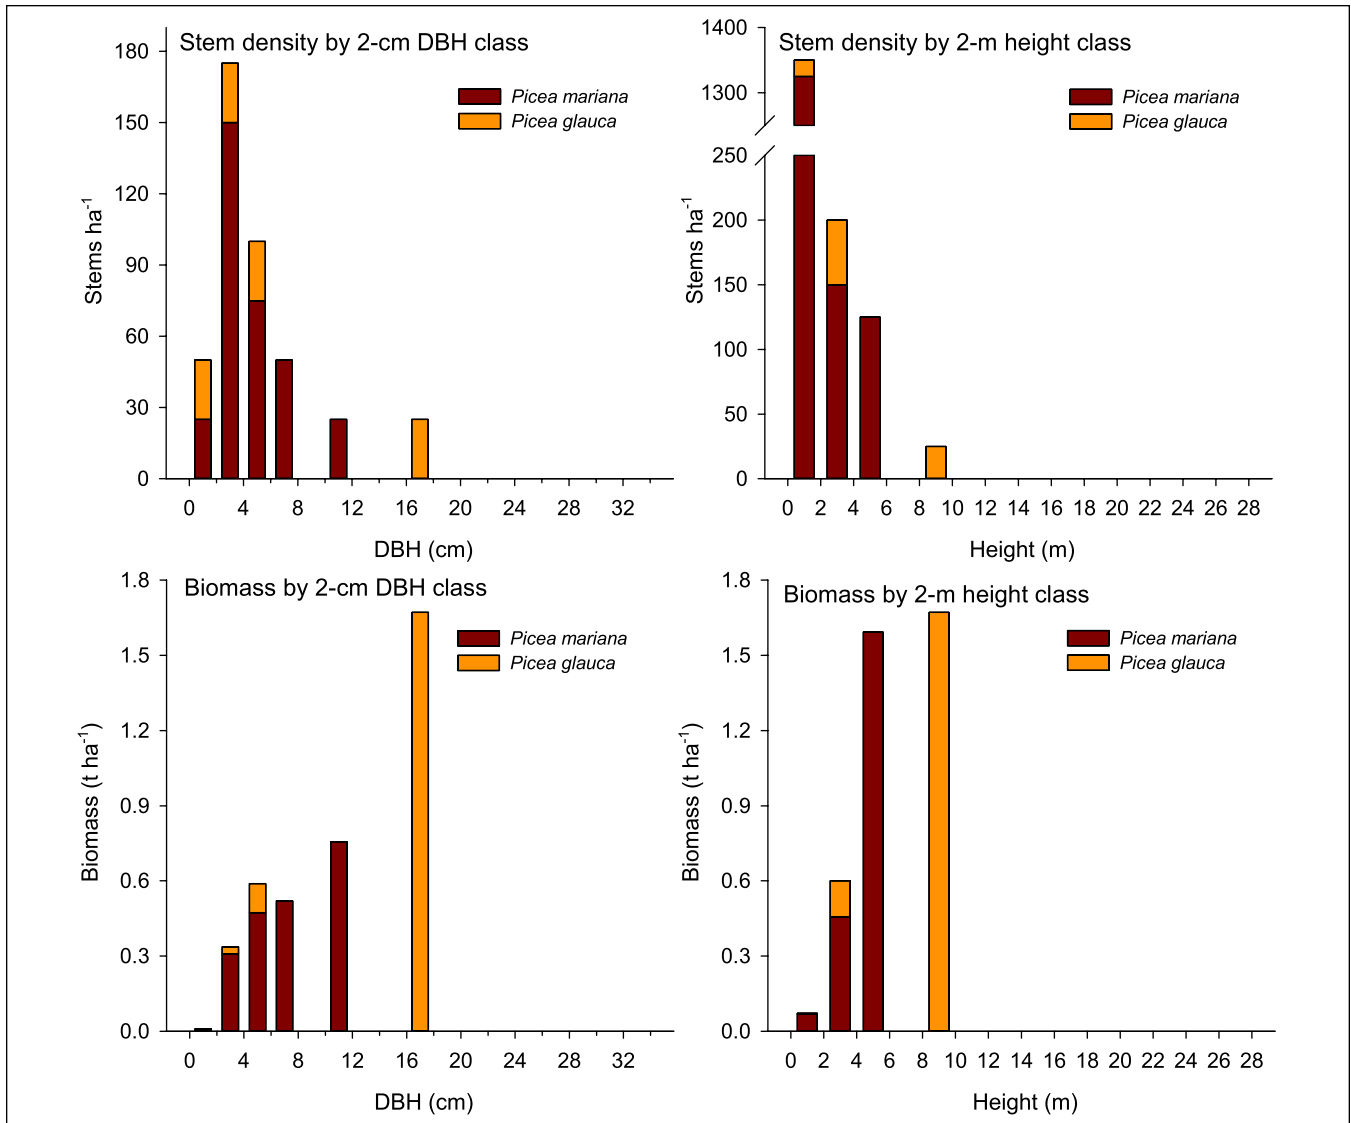 Stem density by 2-cm DBH class
Picea mariana
Picea glauca
Stems ha-1
180
150
120
90
60
30
0
0 4 8 12 16 20 24 28 32
DBH (cm)
Stem density by 2-m height class
Picea mariana
Picea glauca
Stems ha-1
1400
1300
250
200
150
100
50
0
0 2 4 6 8 10 12 14 16 18 20 22 24 26 28
Height (m)
Biomass by 2-cm DBH class
Picea mariana
Picea glauca
Biomass (t ha-1)
1.8
1.5
1.2
0.9
0.6
0.3
0.0
0 4 8 12 16 20 24 28 32
DBH (cm)
Biomass by 2-m height class
Picea mariana
Picea glauca
Biomass (t ha-1)
1.8
1.5
1.2
0.9
0.6
0.3
0.0
0 2 4 6 8 10 12 14 16 18 20 22 24 26 28
Height (m)